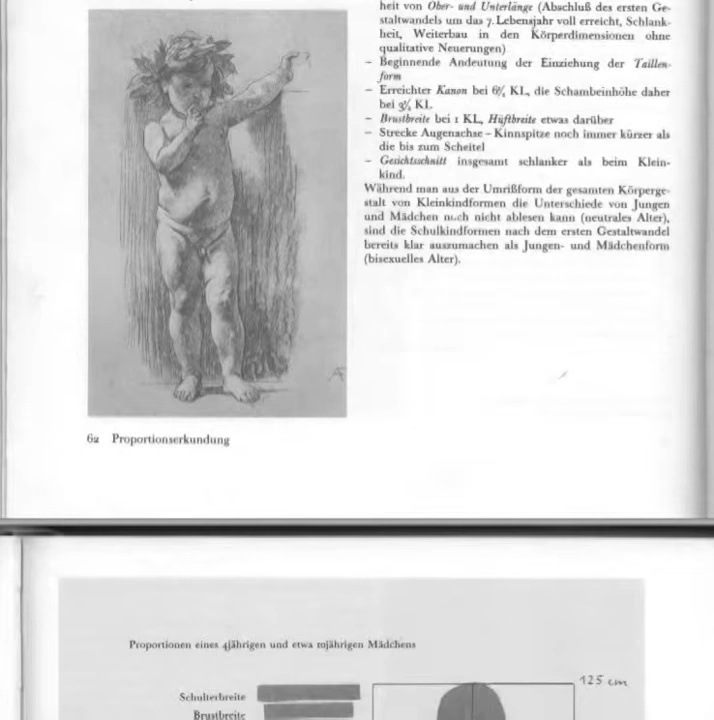 heit von Ober- und Unterlänge (Abschluß des ersten Ge-
staltwandels um das 7. Lebensjahr voll erreicht, Schlank-
heit, Weiterbau in den Körperdimensionen ohne
qualitative Neuerungen)
– Beginnende Andeutung der Einziehung der Taillen-
form
– Erreichter Kanon bei 6¾ KL, die Schambeinhöhe daher
bei 3¼ KL
– Brustbreite bei 1 KL, Hüftbreite etwas darüber
– Strecke Augenachse – Kinnspitze noch immer kürzer als
die bis zum Scheitel
– Gesichtsschnitt insgesamt schlanker als beim Klein-
kind.
Während man aus der Umrißform der gesamten Körperge-
stalt von Kleinkindformen die Unterschiede von Jungen
und Mädchen noch nicht ablesen kann (neutrales Alter),
sind die Schulkindformen nach dem ersten Gestaltwandel
bereits klar auszumachen als Jungen- und Mädchenform
(bisexuelles Alter).
62 Proportionserkundung
Proportionen eines 4jährigen und etwa 10jährigen Mädchens
125 cm
Schulterbreite
Brustbreite